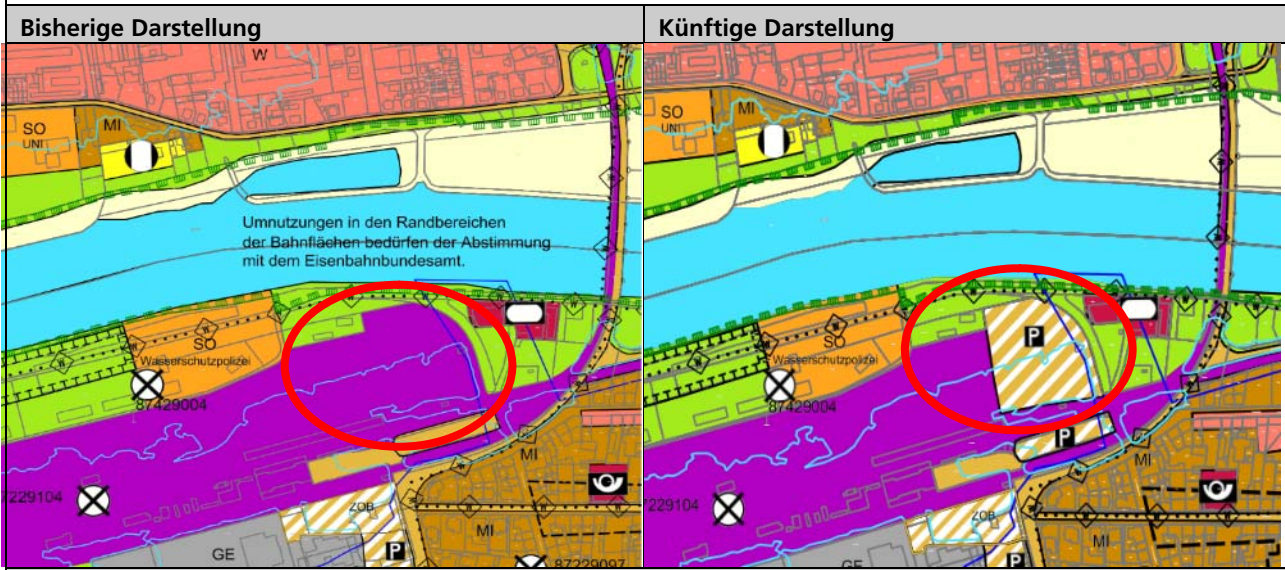 Bisherige Darstellung
W
SO
UNI
MI
Umnutzungen in den Randbereichen
der Bahnflächen bedürfen der Abstimmung
mit dem Eisenbahnbundesamt.
W
W
W
W
SO
Wasserschutzpolizei
87429004
W
MI
7229104
ZOB
W
W
MI
GE
P
87229097
Künftige Darstellung
SO
UNI
MI
W
W
W
W
P
SO
Wasserschutzpolizei
87429004
P
W
MI
7229104
ZOB
MI
GE
P